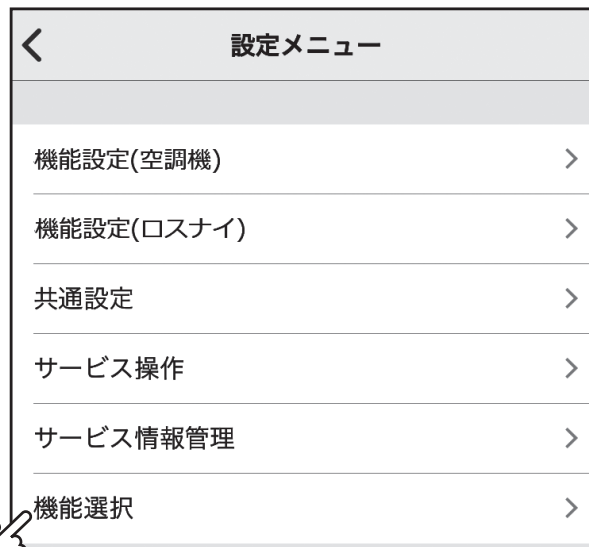 設定メニュー
機能設定(空調機)
機能設定(ロスナイ)
共通設定
サービス操作
サービス情報管理
機能選択